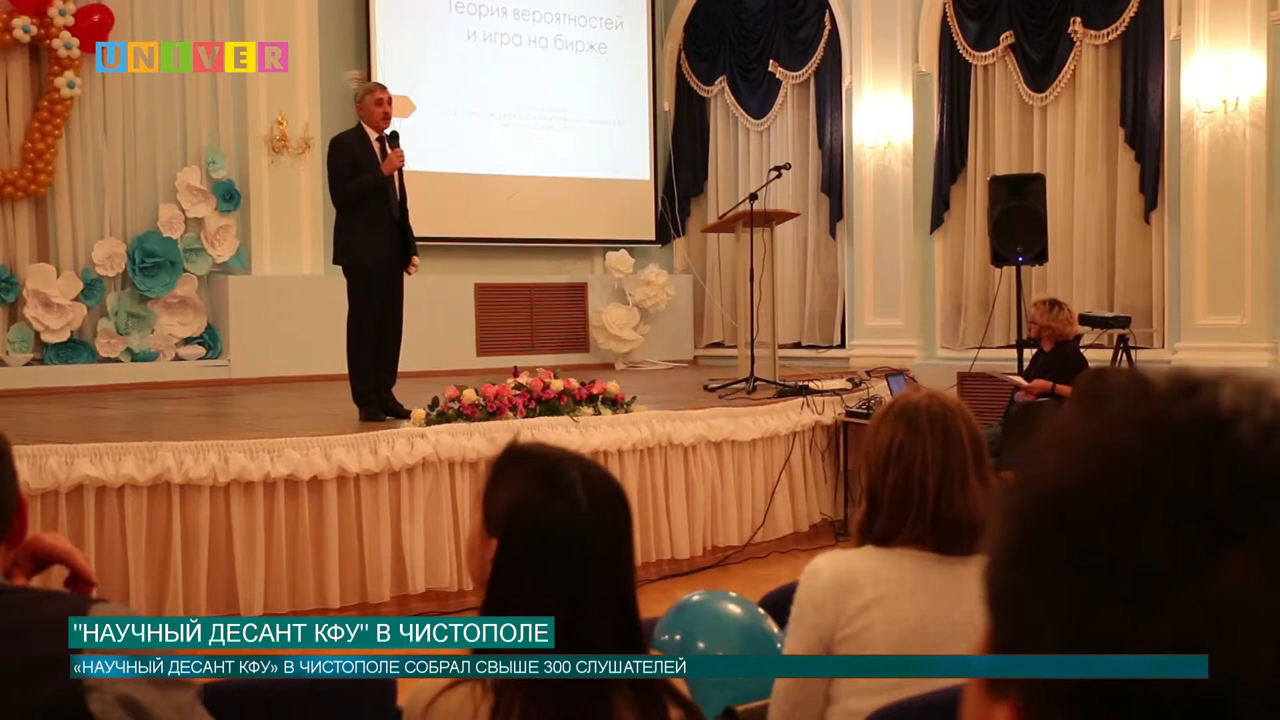 UNIVER
Теория вероятностей
и игра на бирже
"НАУЧНЫЙ ДЕСАНТ КФУ" В ЧИСТОПОЛЕ
«НАУЧНЫЙ ДЕСАНТ КФУ» В ЧИСТОПОЛЕ СОБРАЛ СВЫШЕ 300 СЛУШАТЕЛЕЙ